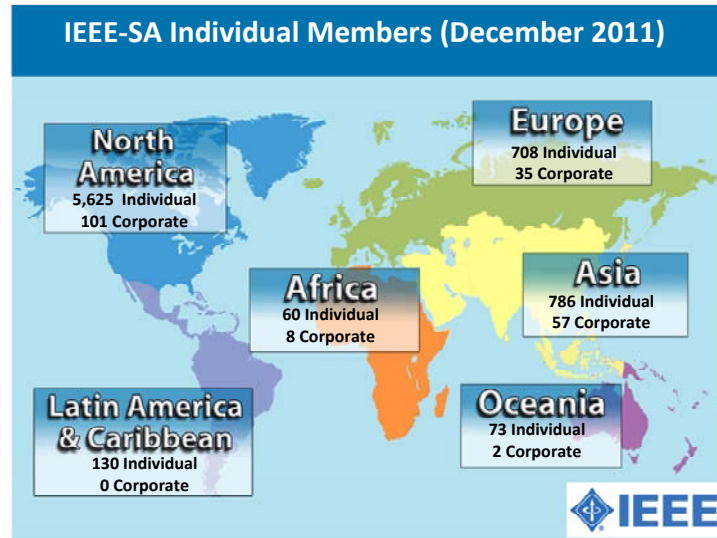 IEEE-SA Individual Members (December 2011)
North
America
5,625 Individual
101 Corporate
Europe
708 Individual
35 Corporate
Africa
60 Individual
8 Corporate
Asia
786 Individual
57 Corporate
Latin America
& Caribbean
130 Individual
0 Corporate
Oceania
73 Individual
2 Corporate
IEEE